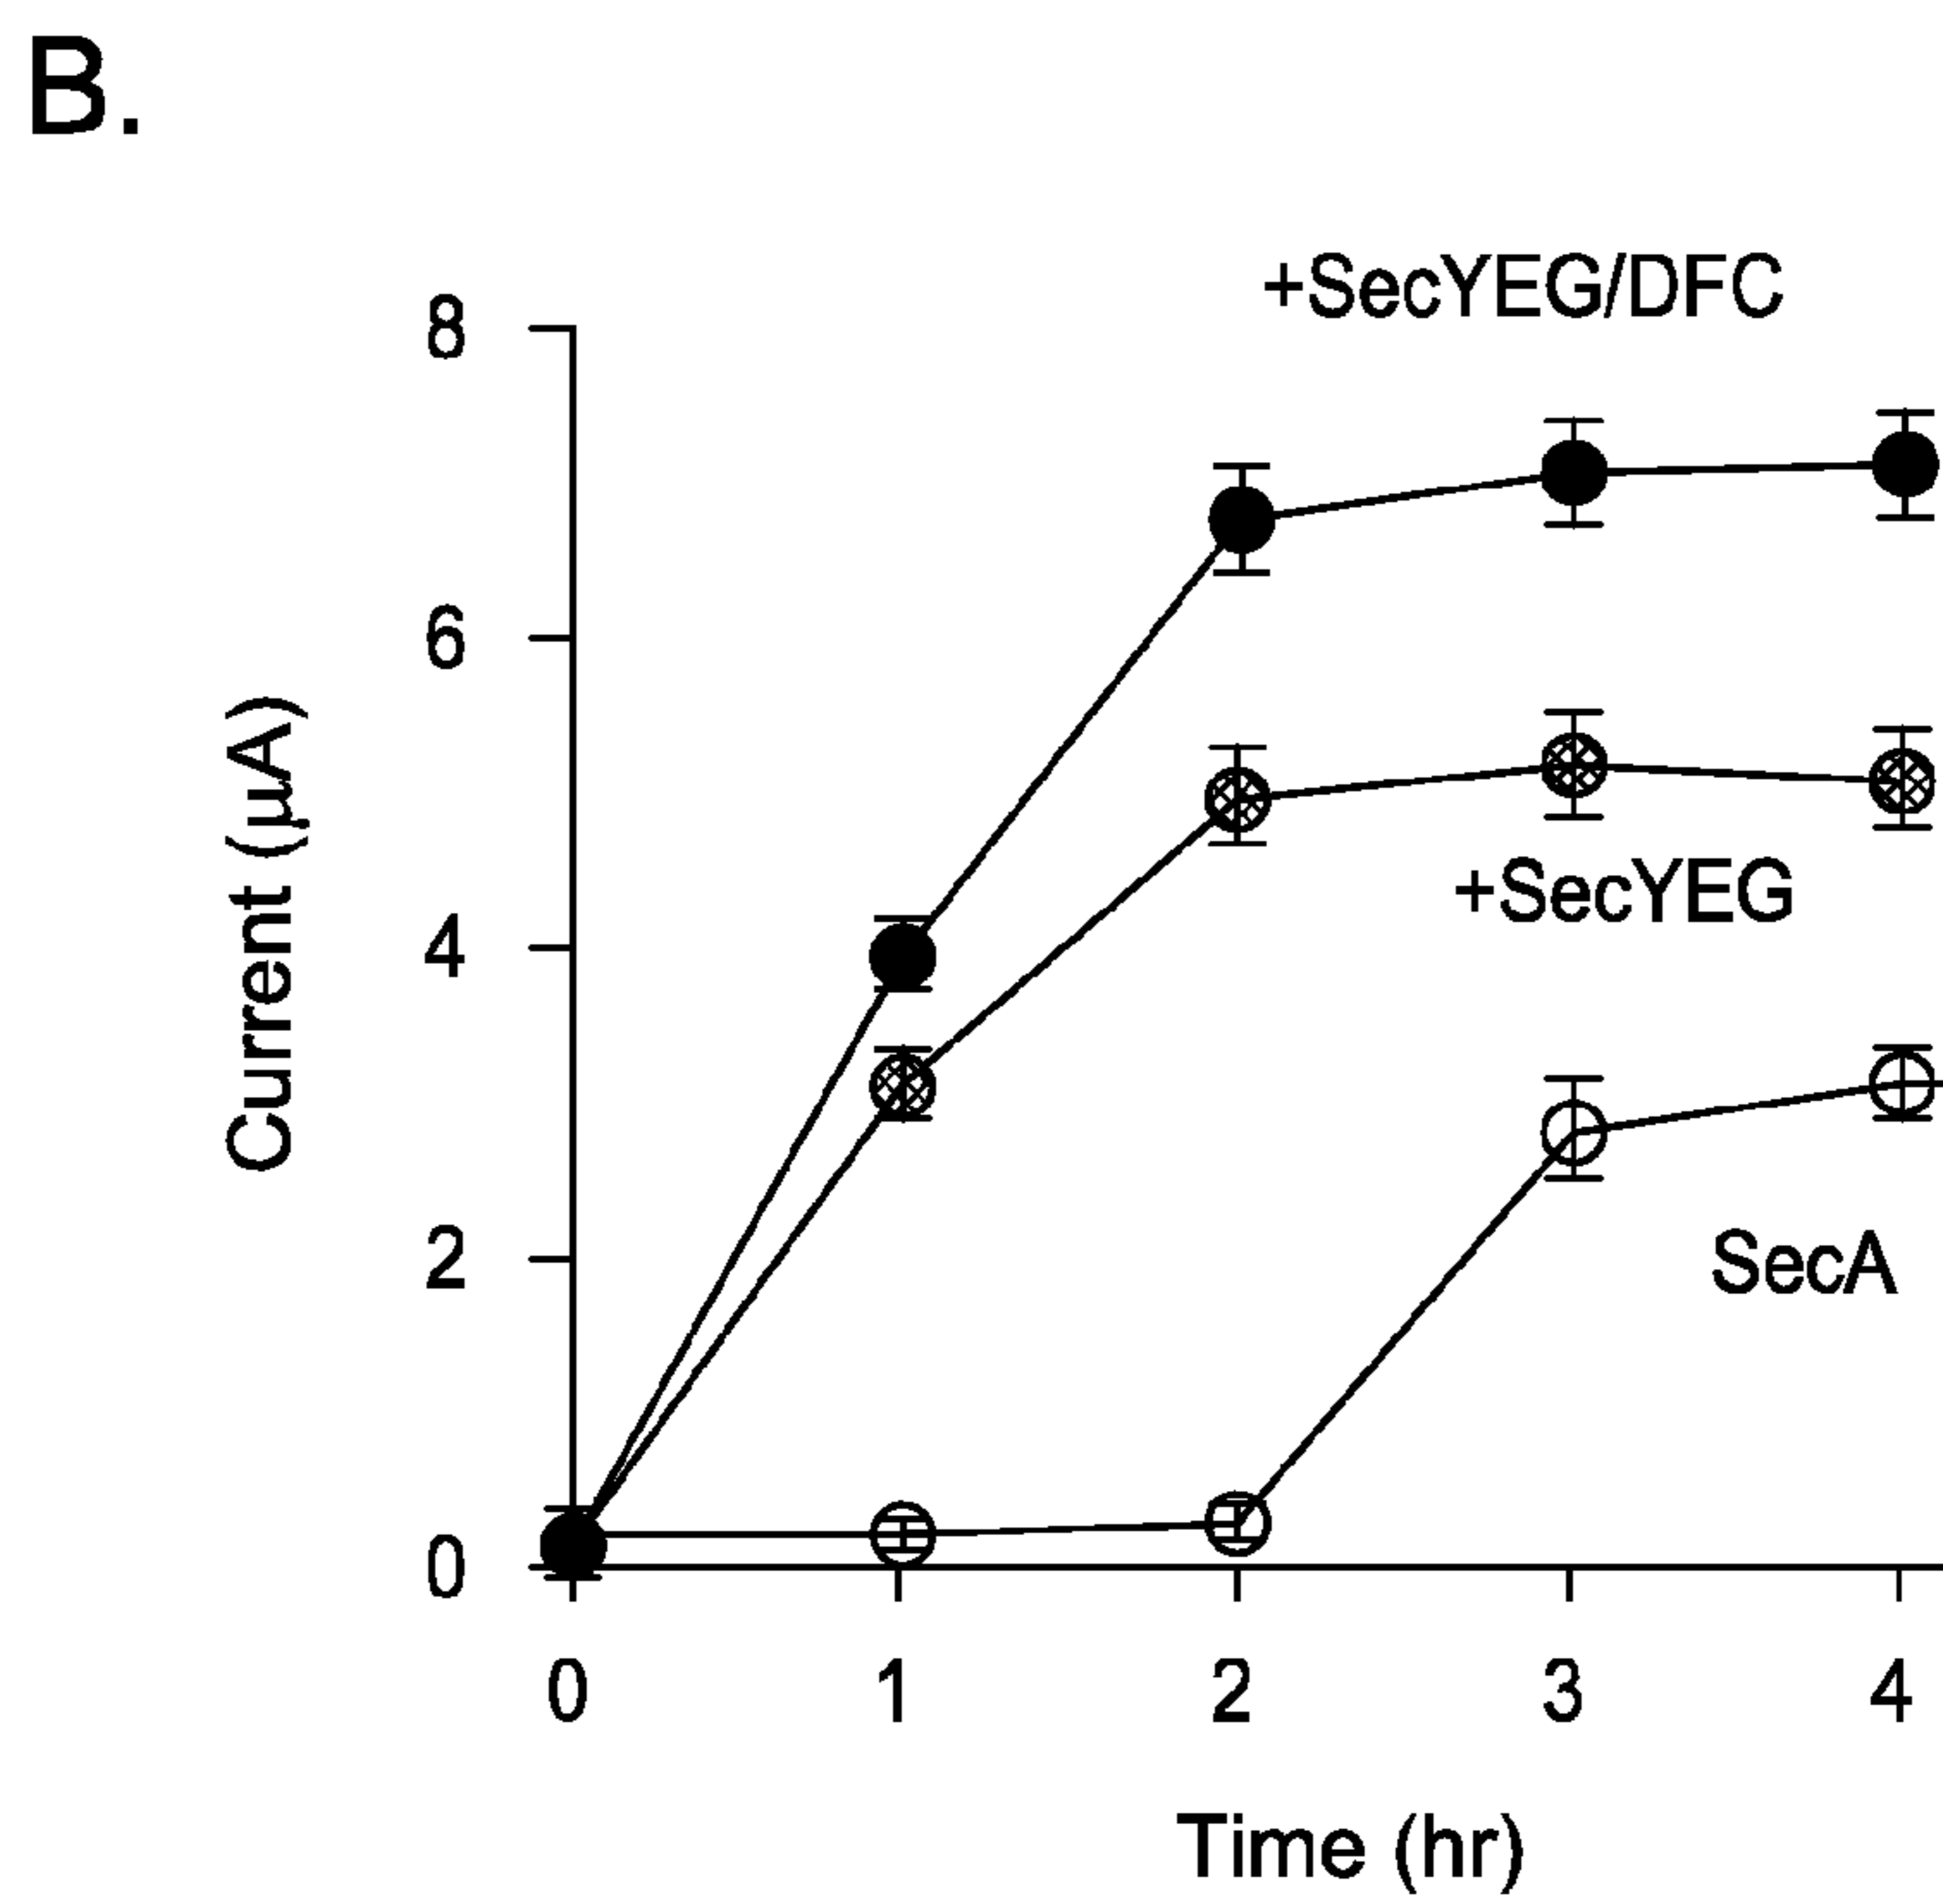 B.
+SecYEG/DFC
8
6
+SecYEG
4
Current (µA)
SecA
2
0
0 1 2 3 4
Time (hr)